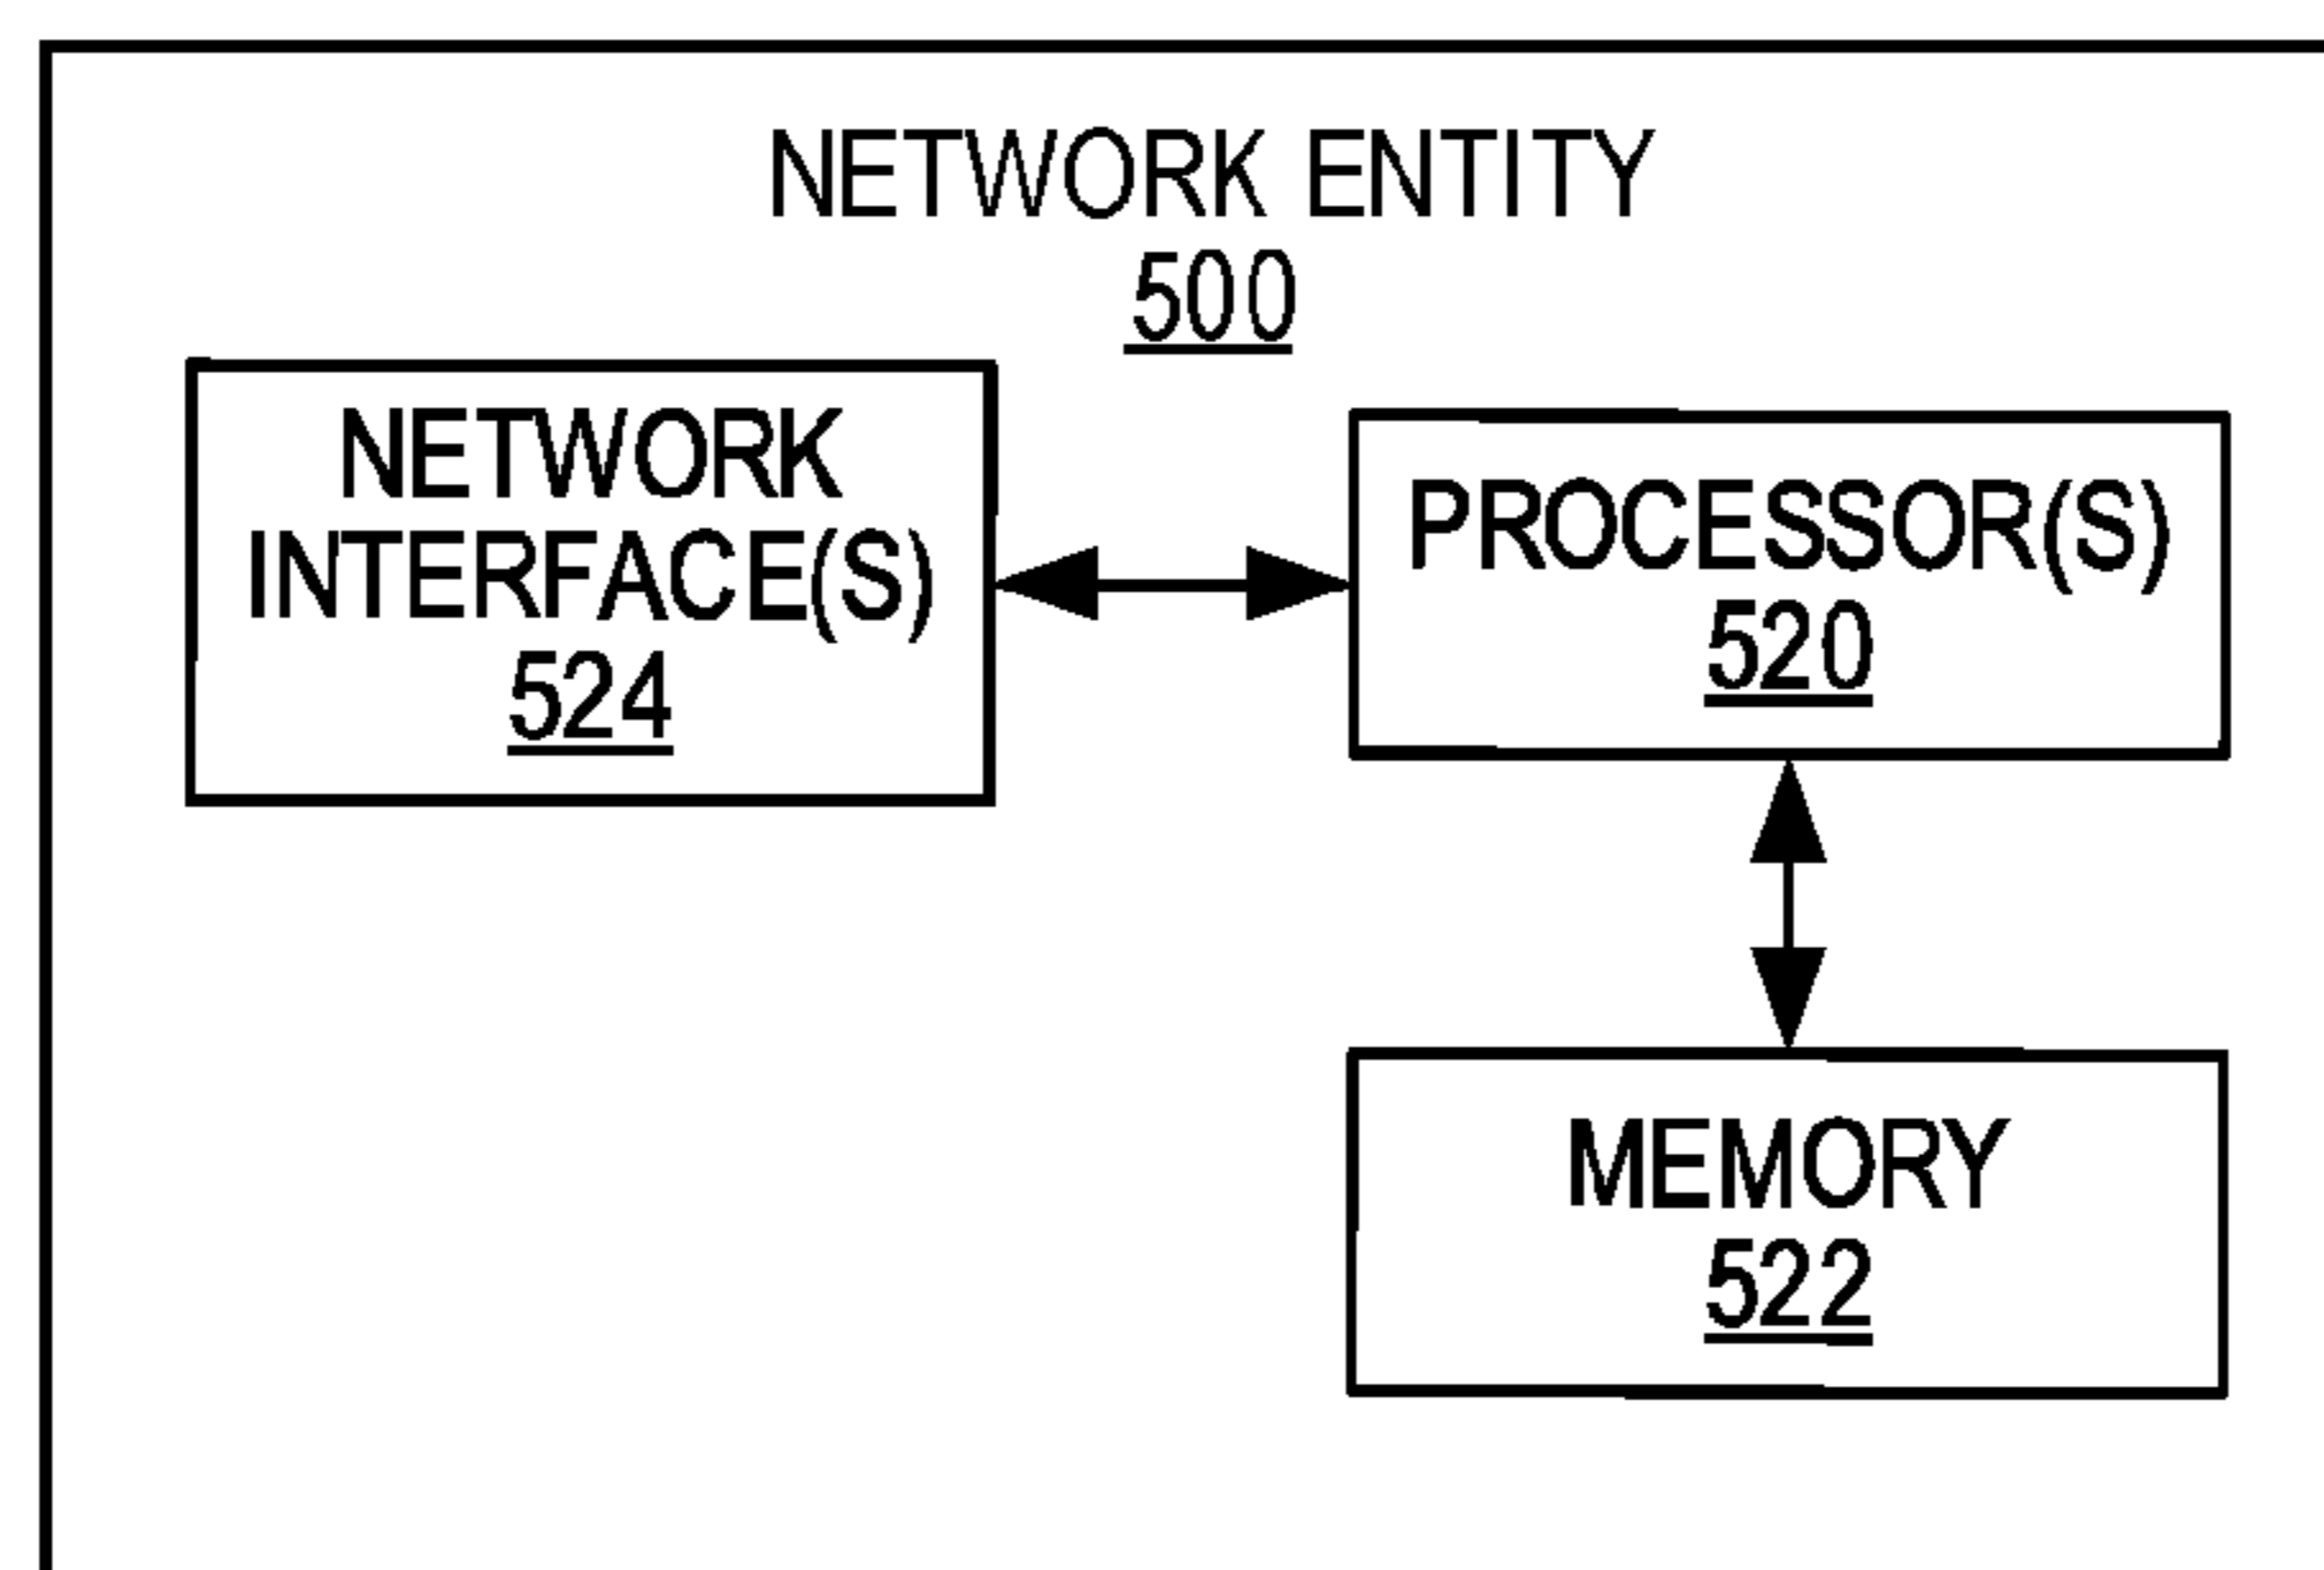 NETWORK ENTITY
500
NETWORK
INTERFACE(S)
524
PROCESSOR(S)
520
MEMORY
522